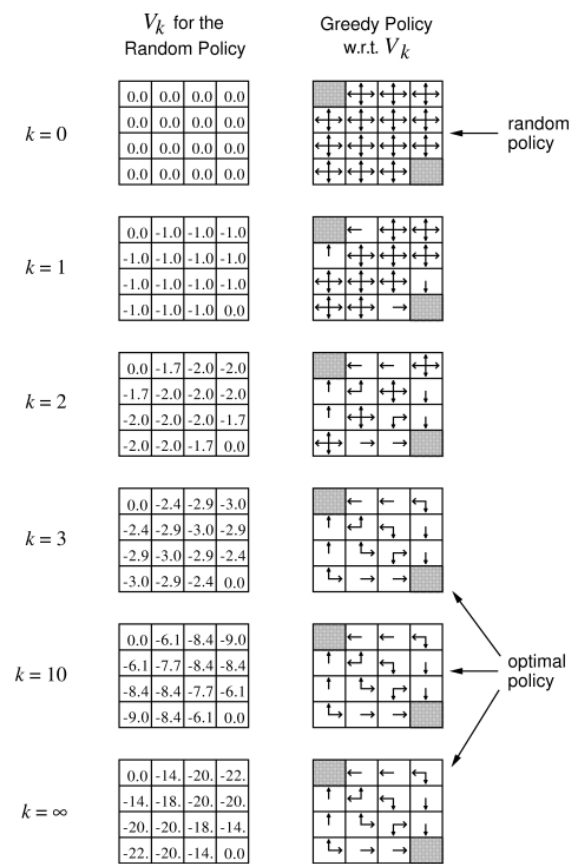 V_k for the Random Policy
Greedy Policy w.r.t. V_k
k = 0
0.0 0.0 0.0 0.0
0.0 0.0 0.0 0.0
0.0 0.0 0.0 0.0
0.0 0.0 0.0 0.0
random policy
k = 1
0.0 -1.0 -1.0 -1.0
-1.0 -1.0 -1.0 -1.0
-1.0 -1.0 -1.0 -1.0
-1.0 -1.0 -1.0 0.0
k = 2
0.0 -1.7 -2.0 -2.0
-1.7 -2.0 -2.0 -2.0
-2.0 -2.0 -2.0 -1.7
-2.0 -2.0 -1.7 0.0
k = 3
0.0 -2.4 -2.9 -3.0
-2.4 -2.9 -3.0 -2.9
-2.9 -3.0 -2.9 -2.4
-3.0 -2.9 -2.4 0.0
k = 10
0.0 -6.1 -8.4 -9.0
-6.1 -7.7 -8.4 -8.4
-8.4 -8.4 -7.7 -6.1
-9.0 -8.4 -6.1 0.0
optimal policy
k = ∞
0.0 -14. -20. -22.
-14. -18. -20. -20.
-20. -20. -18. -14.
-22. -20. -14. 0.0